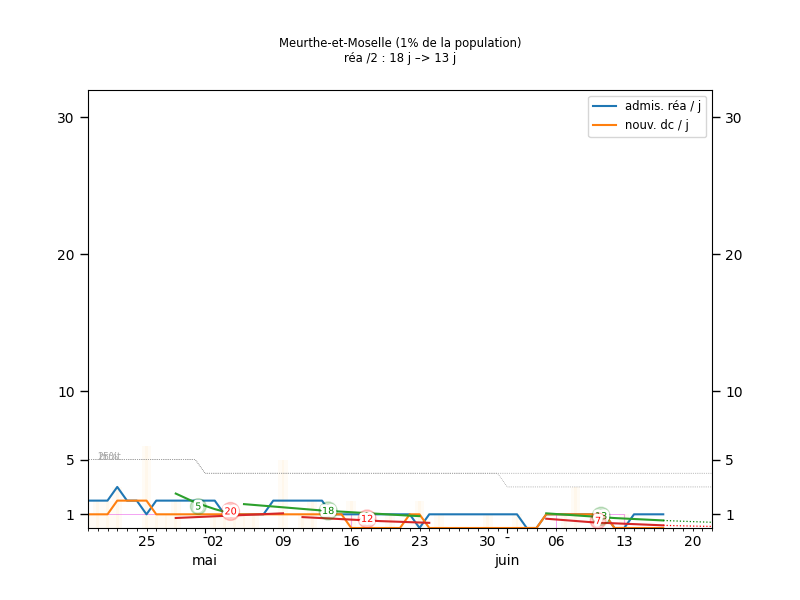 Meurthe-et-Moselle (1% de la population)
réa /2 : 18 j –> 13 j
admis. réa / j
nouv. dc / j
30 30
20 20
10 10
5 5
1 1
5 20 18 12 7
25 02 09 16 23 30 06 13 20
mai juin